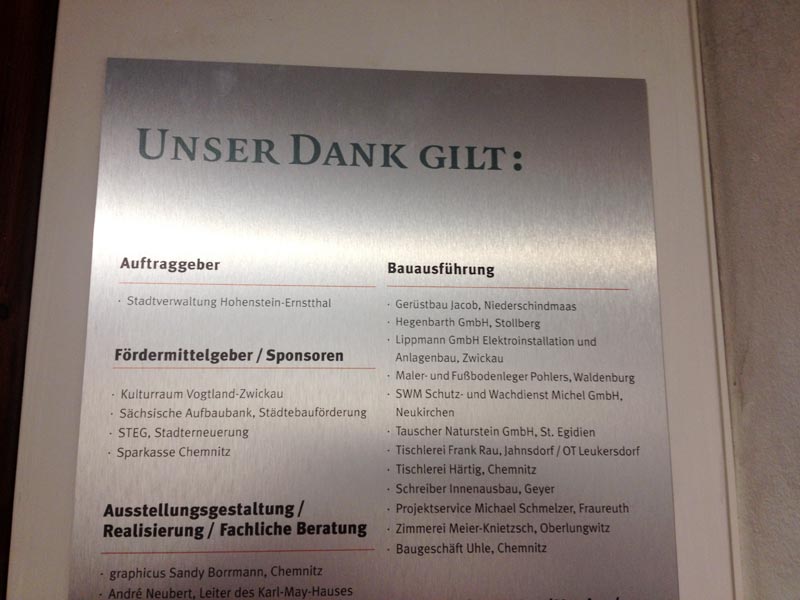 UNSER DANK GILT:
Auftraggeber
· Stadtverwaltung Hohenstein-Ernstthal
Fördermittelgeber / Sponsoren
· Kulturraum Vogtland-Zwickau
· Sächsische Aufbaubank, Städtebauförderung
· STEG, Stadterneuerung
· Sparkasse Chemnitz
Ausstellungsgestaltung /
Realisierung / Fachliche Beratung
· graphicus Sandy Borrmann, Chemnitz
· André Neubert, Leiter des Karl-May-Hauses
Bauausführung
· Gerüstbau Jacob, Niederschindmaas
· Hegenbarth GmbH, Stollberg
· Lippmann GmbH Elektroinstallation und
Anlagenbau, Zwickau
· Maler- und Fußbodenleger Pohlers, Waldenburg
· SWM Schutz- und Wachdienst Michel GmbH,
Neukirchen
· Tauscher Naturstein GmbH, St. Egidien
· Tischlerei Frank Rau, Jahnsdorf / OT Leukersdorf
· Tischlerei Härtig, Chemnitz
· Schreiber Innenausbau, Geyer
· Projektservice Michael Schmelzer, Fraureuth
· Zimmerei Meier-Knietzsch, Oberlungwitz
· Baugeschäft Uhle, Chemnitz